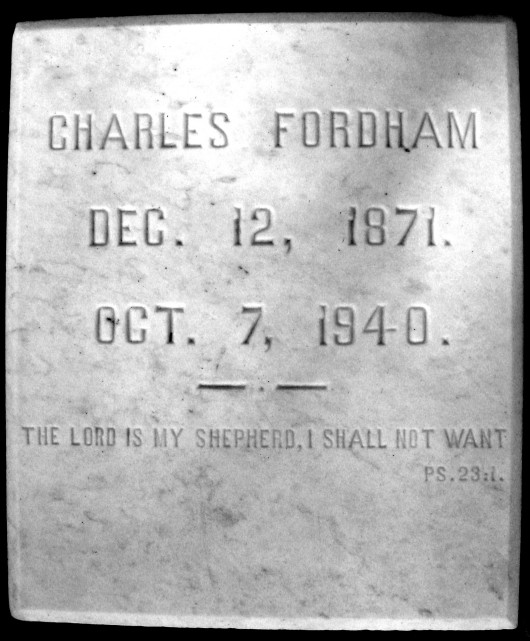 CHARLES FORDHAM
DEC. 12, 1871.
OCT. 7, 1940.
THE LORD IS MY SHEPHERD, I SHALL NOT WANT
PS. 23:1.